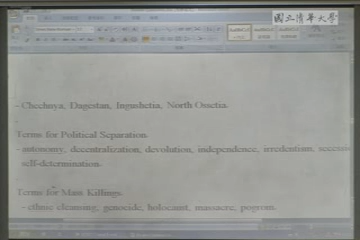 國立清華大學
- Chechnya, Dagestan, Ingushetia, North Ossetia.
Terms for Political Separation.
- autonomy, decentralization, devolution, independence, irredentism,
self-determination.
Terms for Mass Killings.
- ethnic cleansing, genocide, holocaust, massacre, pogrom.